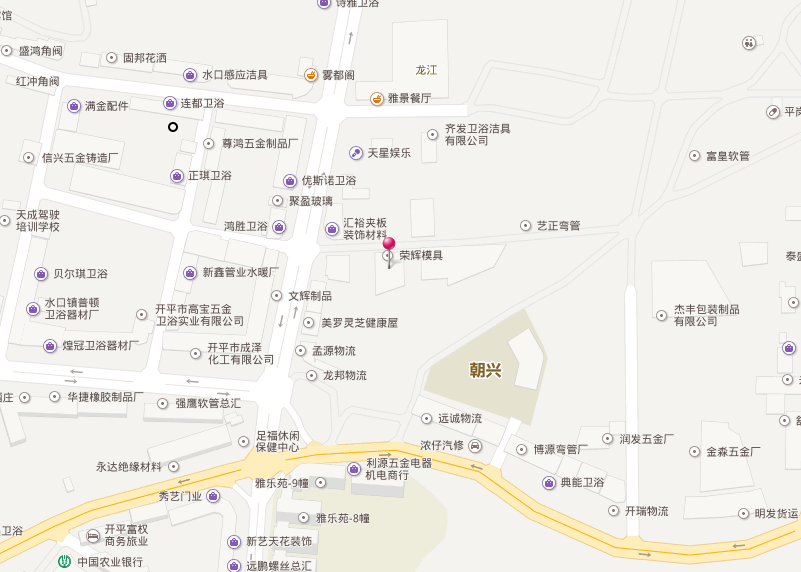 诗雅卫浴
馆
盛鸿角阀
固邦花洒
龙江
水口感应洁具
雾都阁
红冲角阀
雅景餐厅
满金配件
连都卫浴
平岗
齐发卫浴洁具
有限公司
尊鸿五金制品厂
天星娱乐
富皇软管
信兴五金铸造厂
正琪卫浴
优斯诺卫浴
聚盈玻璃
天成驾驶
培训学校
鸿胜卫浴
汇裕夹板
装饰材料
艺正弯管
荣辉模具
泰盛
贝尔琪卫浴
新鑫管业水暖厂
文辉制品
水口镇普顿
卫浴器材厂
开平市高宝五金
卫浴实业有限公司
杰丰包装制品
有限公司
美罗灵芝健康屋
煌冠卫浴器材厂
开平市成泽
化工有限公司
孟源物流
朝兴
龙邦物流
庄
华捷橡胶制品厂
强鹰软管总汇
远诚物流
足福休闲
保健中心
浓仔汽修
博源弯管厂
润发五金厂
金森五金厂
永达绝缘材料
利源五金电器
机电商行
雅乐苑-9幢
典能卫浴
秀艺门业
开瑞物流
明发货运
雅乐苑-8幢
卫浴
开平富权
商务旅业
新艺天花装饰
中国农业银行
远鹏螺丝总汇